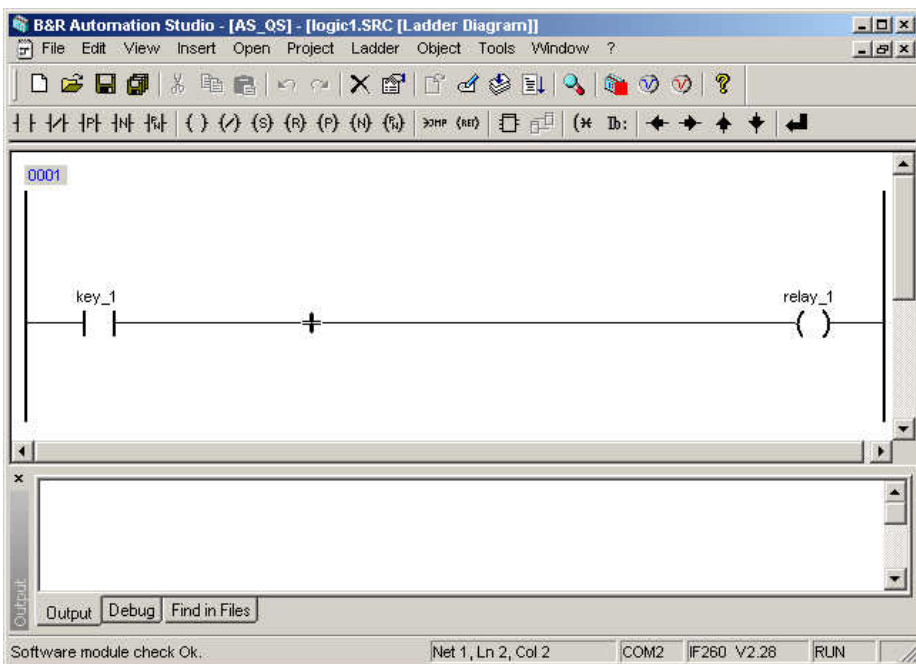 B&R Automation Studio - [AS_QS] - [logic1.SRC [Ladder Diagram]]
File Edit View Insert Open Project Ladder Object Tools Window ?
0001
key_1
relay_1
Output
Output Debug Find in Files
Software module check Ok. Net 1, Ln 2, Col 2 COM2 IF260 V2.28 RUN